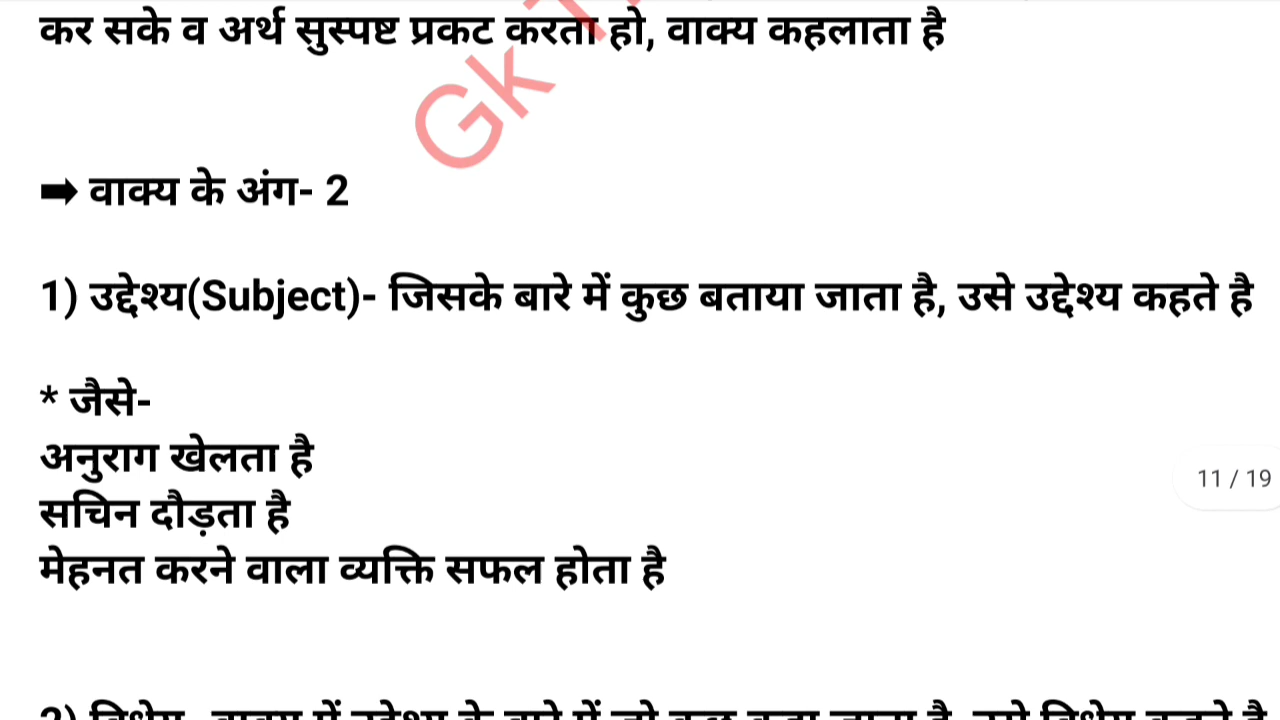 कर सके व अर्थ सुस्पष्ट प्रकट करता हो, वाक्य कहलाता है
Gk
➡ वाक्य के अंग- 2
1) उद्देश्य(Subject)- जिसके बारे में कुछ बताया जाता है, उसे उद्देश्य कहते है
* जैसे-
अनुराग खेलता है
11 / 19
सचिन दौड़ता है
मेहनत करने वाला व्यक्ति सफल होता है